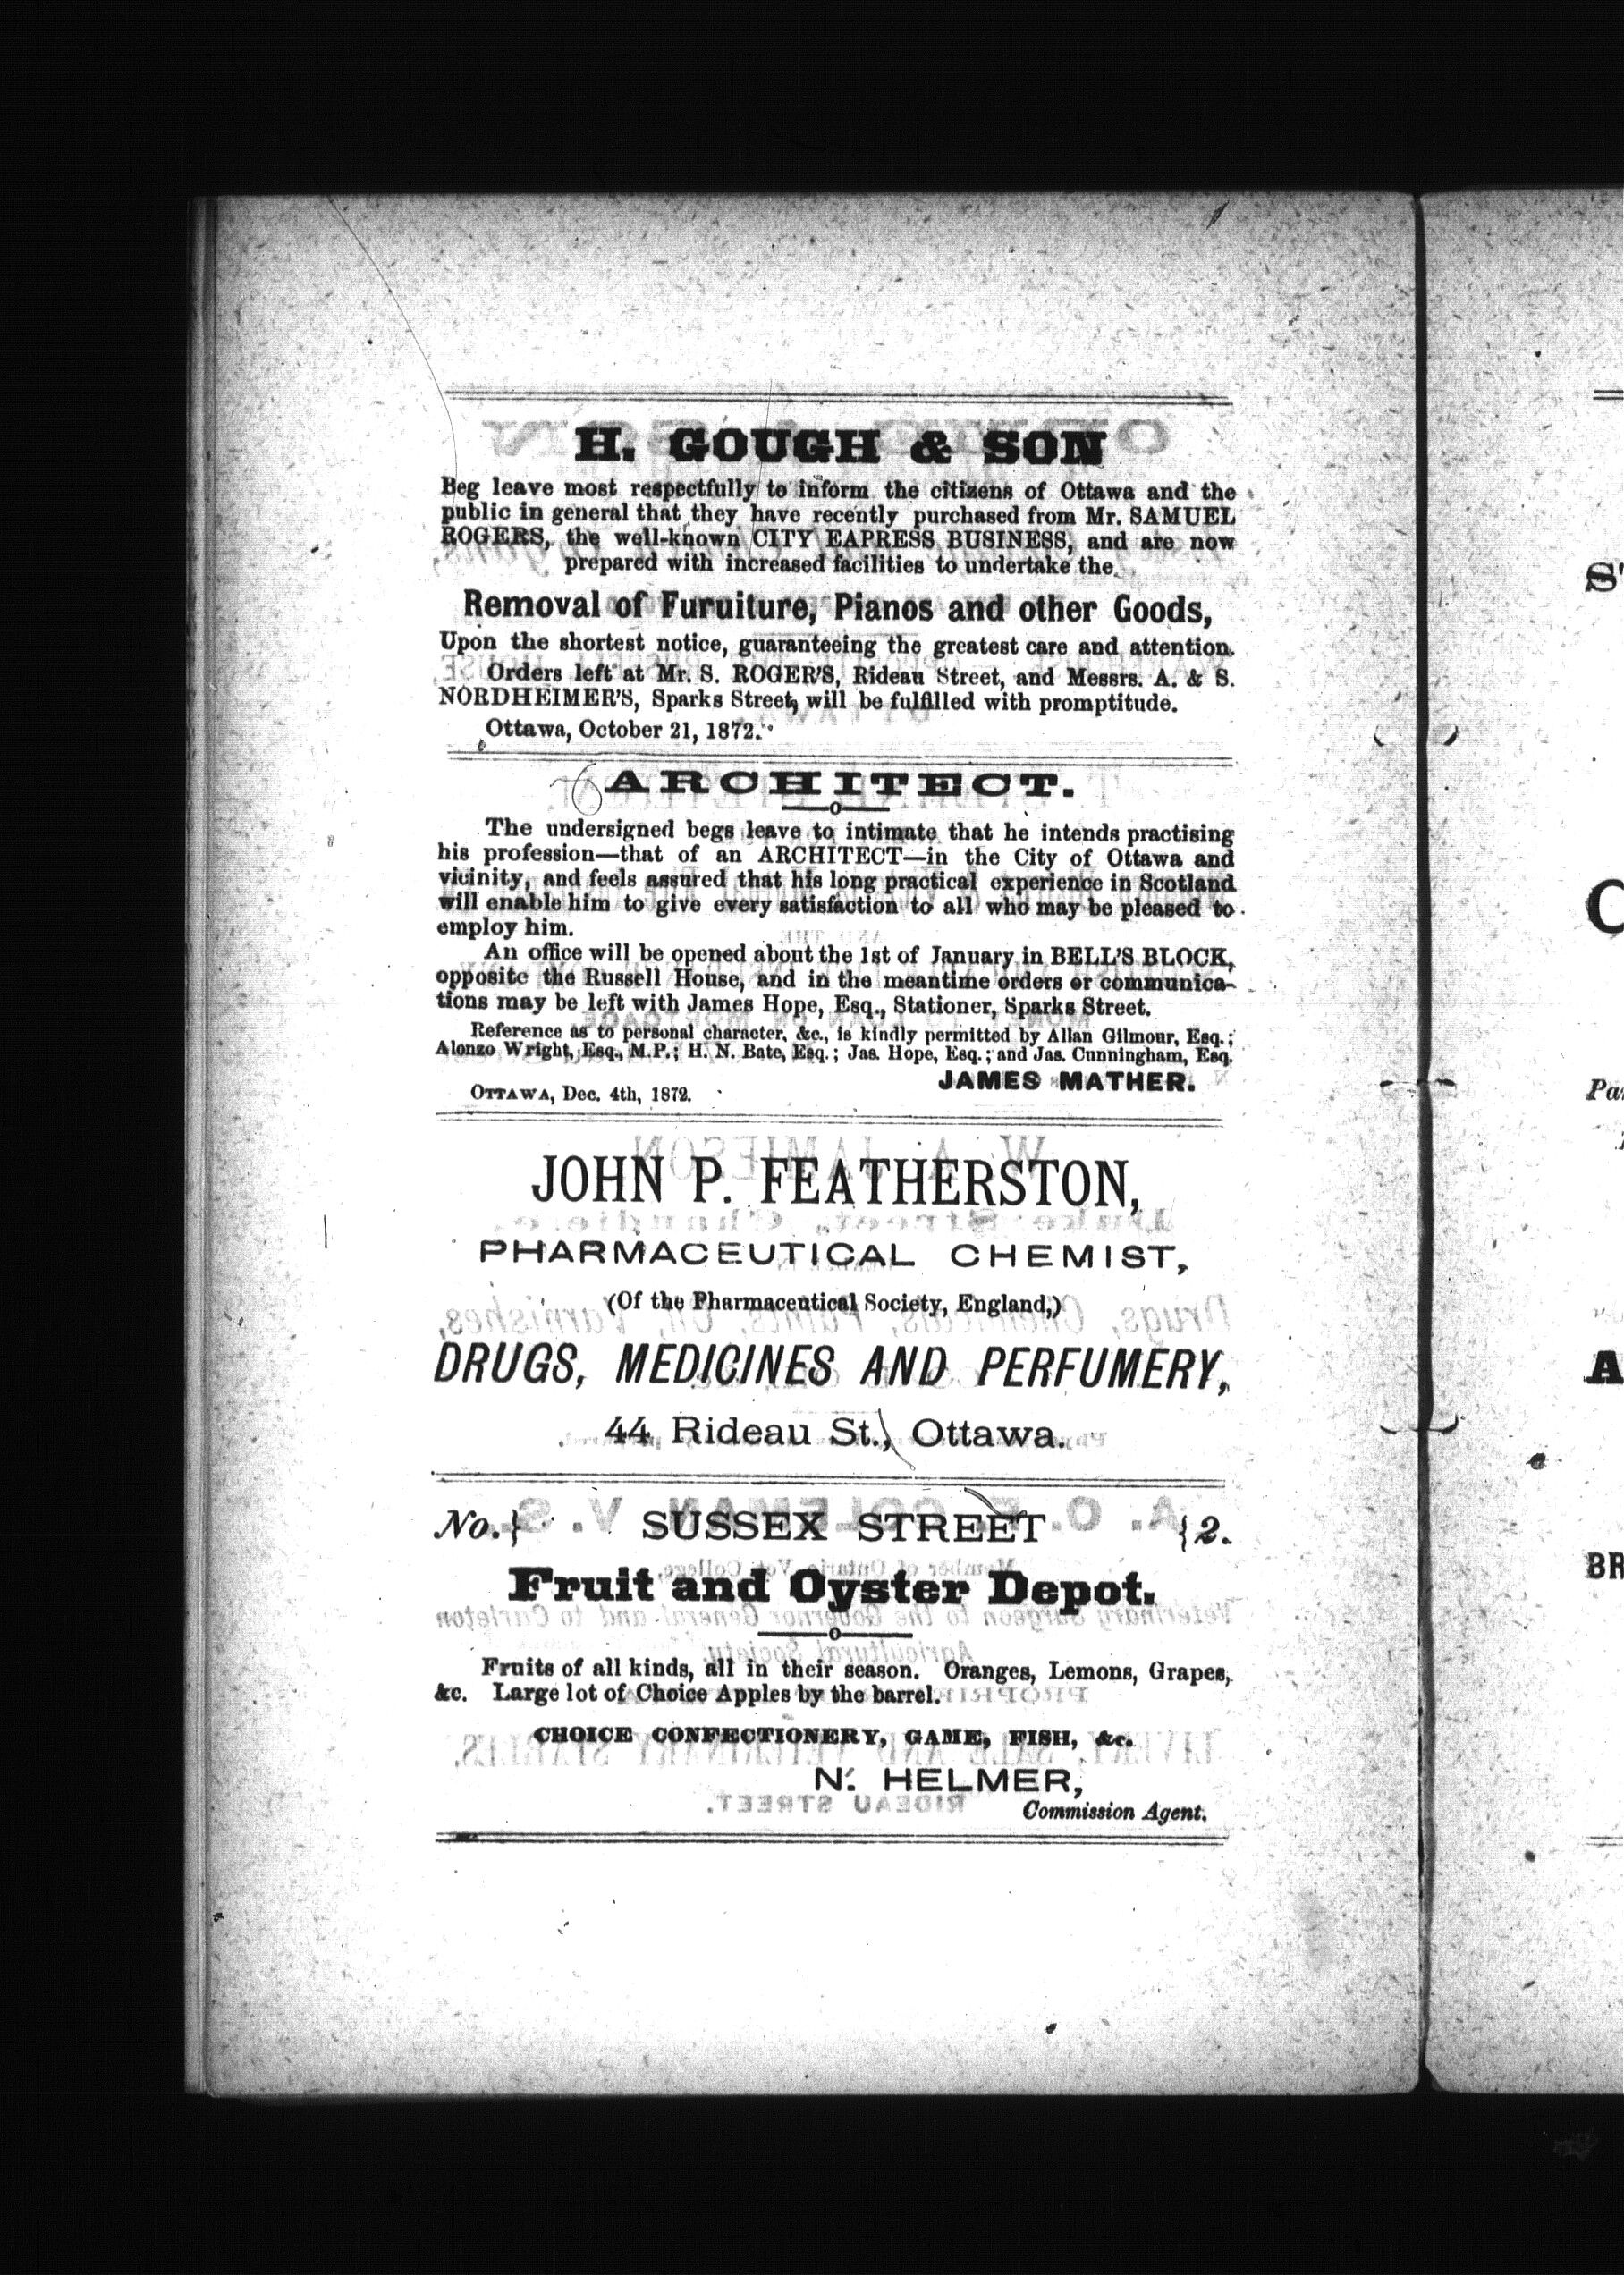 H. GOUGH & SON
Beg leave most respectfully to inform the citizens of Ottawa and the
public in general that they have recently purchased from Mr. SAMUEL
ROGERS, the well-known CITY EAPRESS BUSINESS, and are now
prepared with increased facilities to undertake the
Removal of Furuiture, Pianos and other Goods,
Upon the shortest notice, guaranteeing the greatest care and attention.
Orders left at Mr. S. ROGER'S, Rideau Street, and Messrs. A. & S.
NORDHEIMER'S, Sparks Street, will be fulfilled with promptitude.
Ottawa, October 21, 1872.
ARCHITECT.
The undersigned begs leave to intimate that he intends practising
his profession—that of an ARCHITECT—in the City of Ottawa and
vicinity, and feels assured that his long practical experience in Scotland
will enable him to give every satisfaction to all who may be pleased to
employ him.
An office will be opened about the 1st of January in BELL'S BLOCK,
opposite the Russell House, and in the meantime orders or communica-
tions may be left with James Hope, Esq., Stationer, Sparks Street.
Reference as to personal character, &c., is kindly permitted by Allan Gilmour, Esq.;
Alonzo Wright, Esq., M.P.; H. N. Bate, Esq.; Jas. Hope, Esq.; and Jas. Cunningham, Esq.
JAMES MATHER.
OTTAWA, Dec. 4th, 1872.
JOHN P. FEATHERSTON,
PHARMACEUTICAL CHEMIST,
(Of the Pharmaceutical Society, England,)
DRUGS, MEDICINES AND PERFUMERY,
44 Rideau St., Ottawa.
No.} SUSSEX STREET {2.
Fruit and Oyster Depot.
Fruits of all kinds, all in their season. Oranges, Lemons, Grapes,
&c. Large lot of Choice Apples by the barrel.
CHOICE CONFECTIONERY, GAME, FISH, &c.
N. HELMER,
Commission Agent.